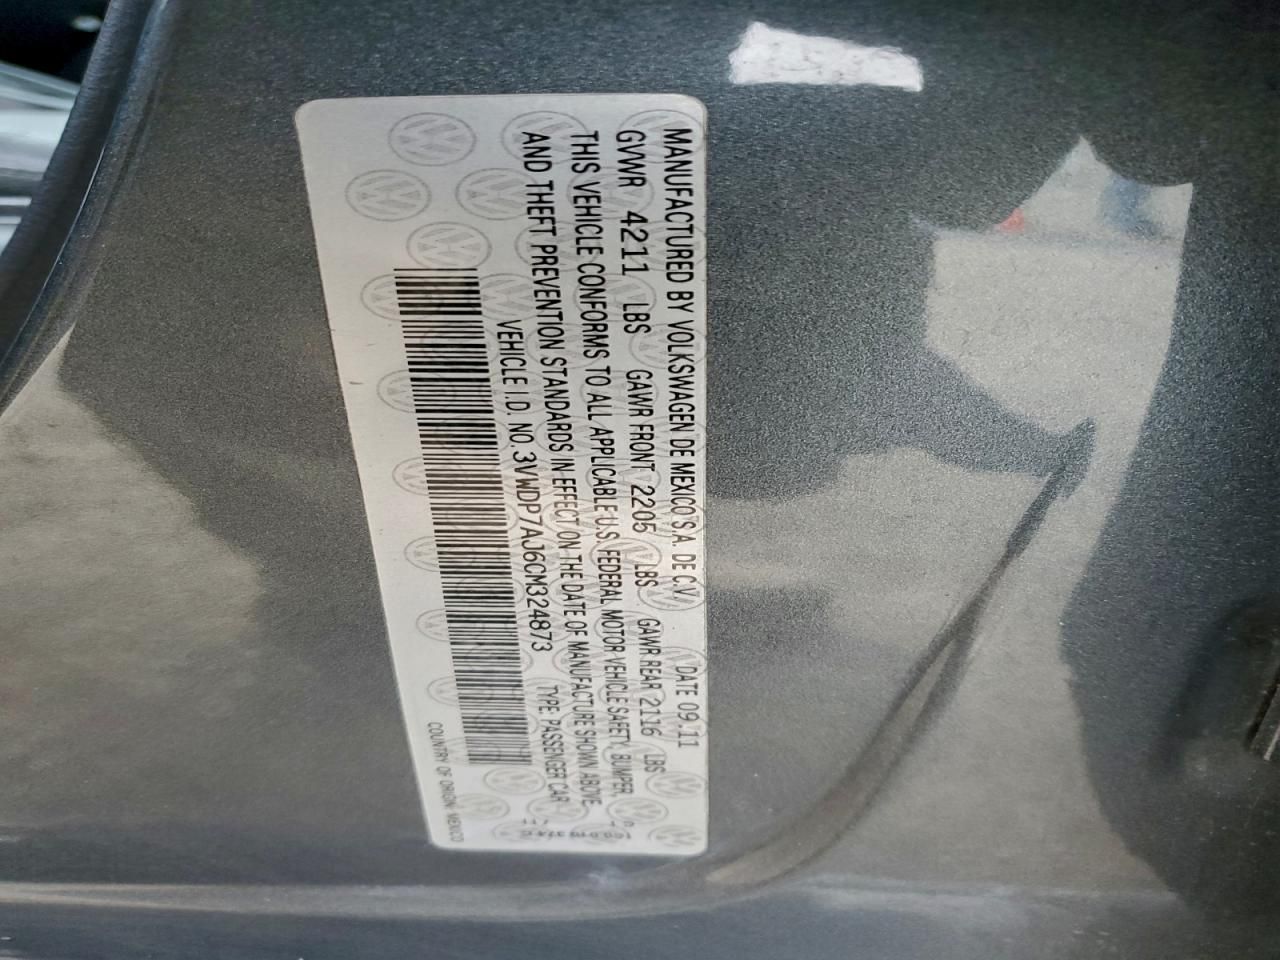 MANUFACTURED BY VOLKSWAGEN DE MEXICO S.A. DE C.V. DATE 09.11
GVWR 4211 LBS GAWR FRONT 2205 LBS GAWR REAR 2116 LBS
THIS VEHICLE CONFORMS TO ALL APPLICABLE U.S. FEDERAL MOTOR VEHICLE SAFETY, BUMPER,
AND THEFT PREVENTION STANDARDS IN EFFECT ON THE DATE OF MANUFACTURE SHOWN ABOVE.
VEHICLE I.D. NO. 3VWDP7AJ6CM324873 TYPE: PASSENGER CAR
COUNTRY OF ORIGIN: MEXICO